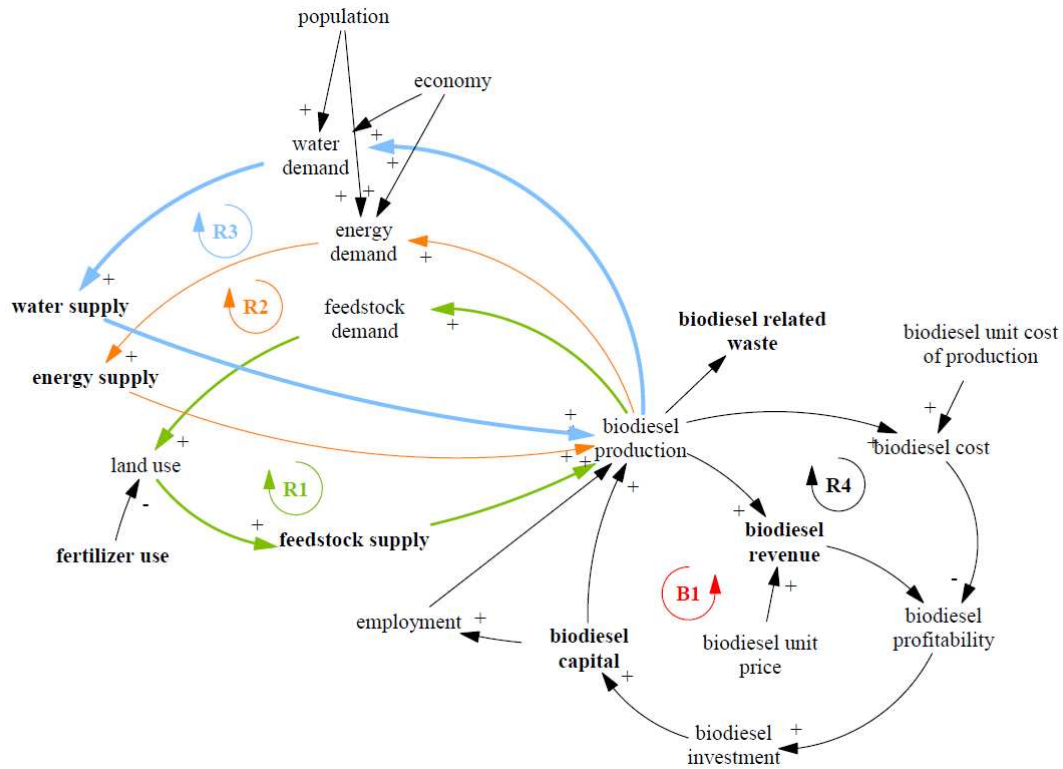 population
economy
+
+
water
demand
+
+
+
+
energy
demand
R3
+
+
water supply
R2
feedstock
demand
+
biodiesel related
waste
biodiesel unit cost
of production
+
energy supply
+
+
biodiesel
production
+
biodiesel cost
+
land use
+
+
+
-
R1
R4
+
+
fertilizer use
feedstock supply
+
biodiesel
revenue
B1
+
-
employment
+
biodiesel
capital
biodiesel unit
price
biodiesel
profitability
+
biodiesel
investment
+